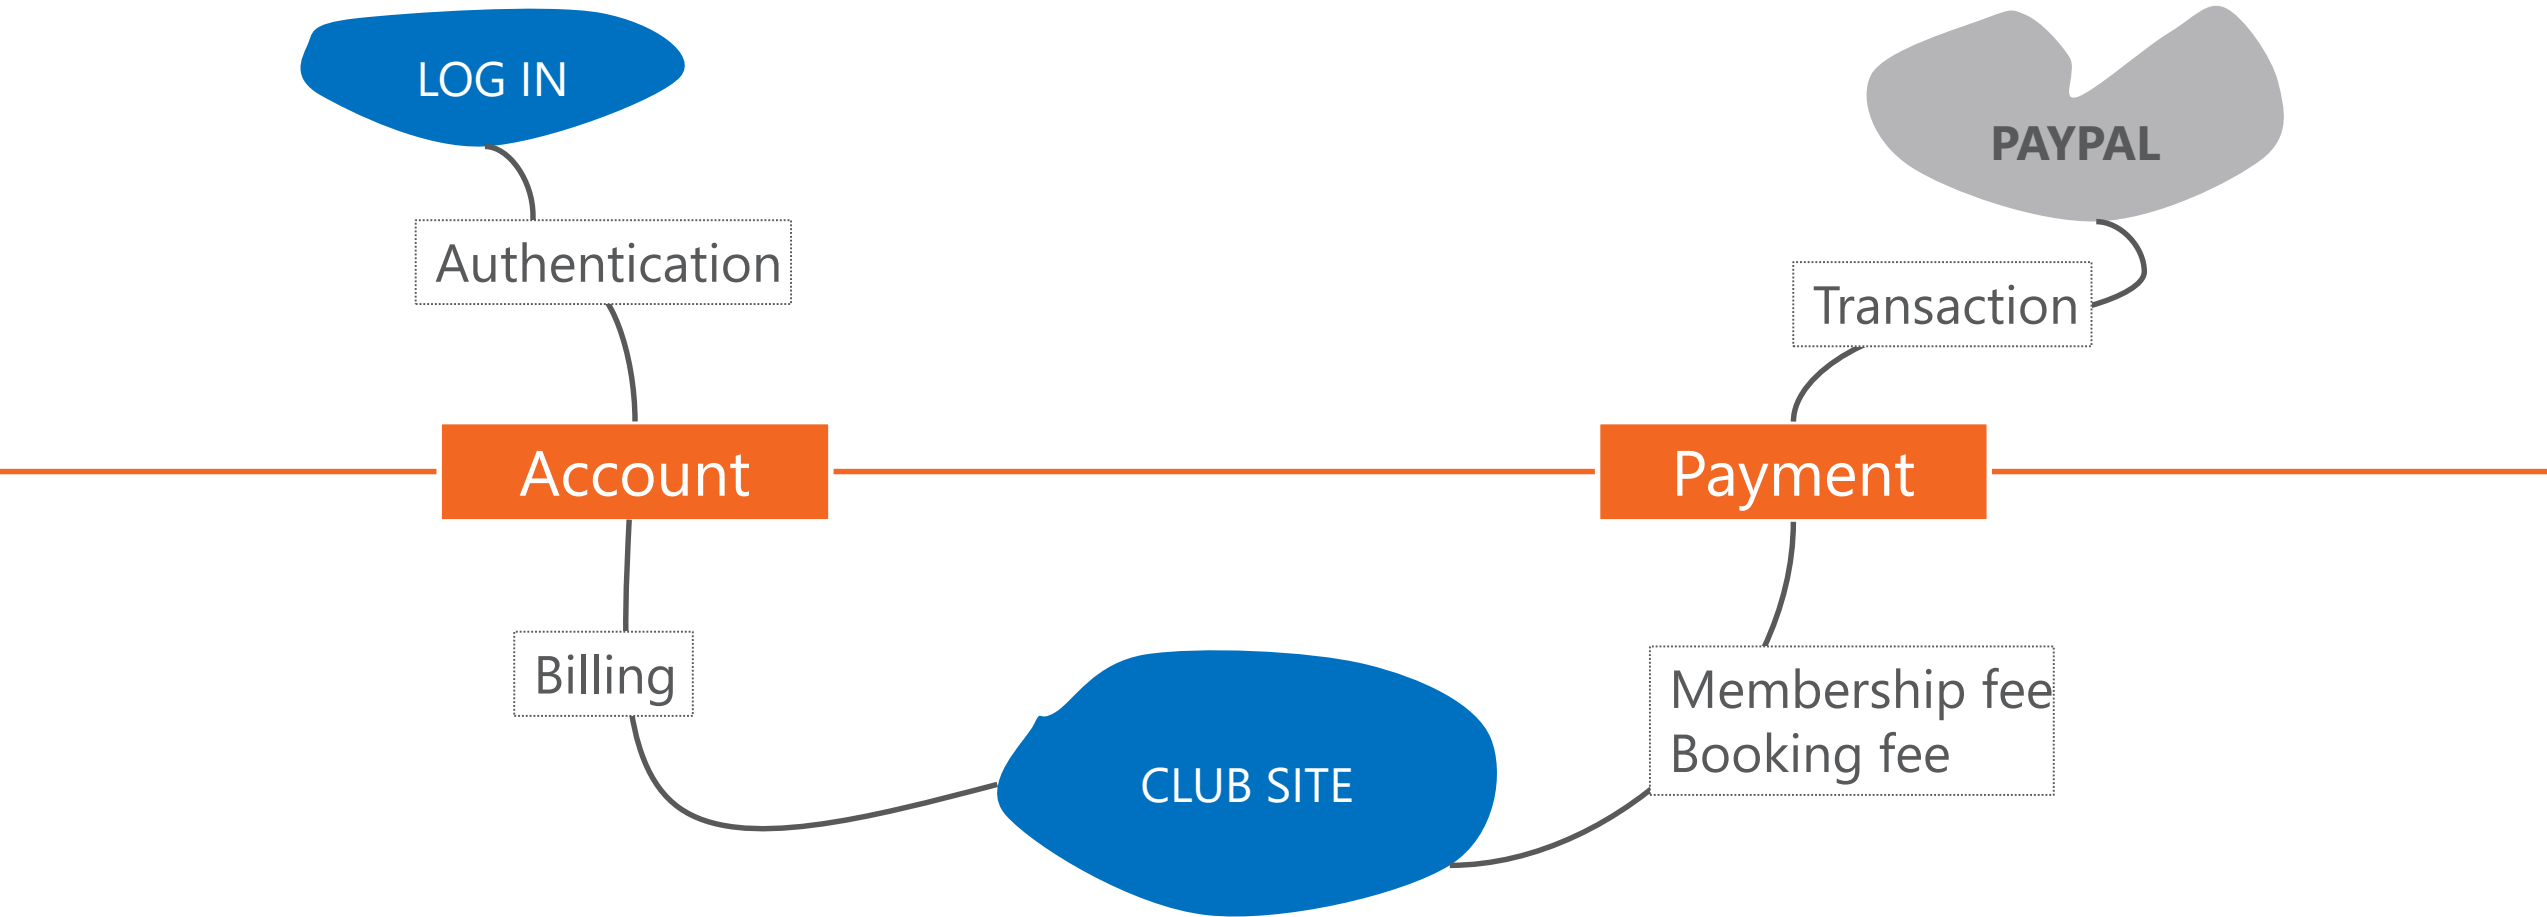 LOG IN
PAYPAL
Authentication
Transaction
Account
Payment
Billing
Membership fee
Booking fee
CLUB SITE